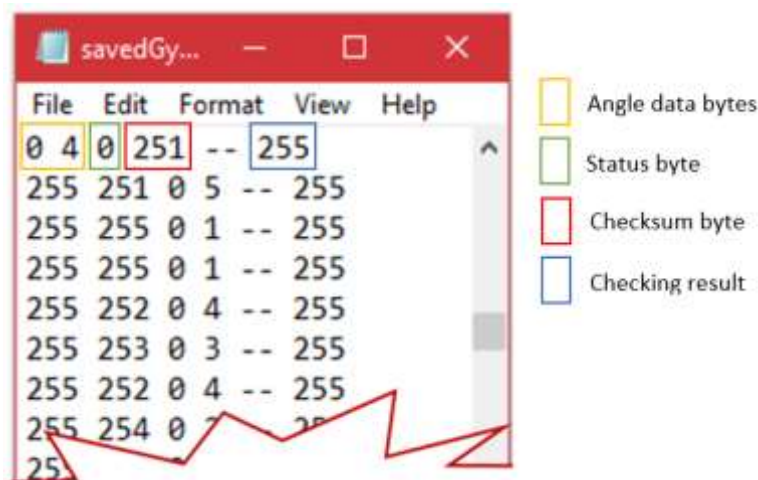 savedGy...
File Edit Format View Help
0 4 0 251 -- 255
255 251 0 5 -- 255
255 255 0 1 -- 255
255 255 0 1 -- 255
255 252 0 4 -- 255
255 253 0 3 -- 255
255 252 0 4 -- 255
255 254 0
Angle data bytes
Status byte
Checksum byte
Checking result